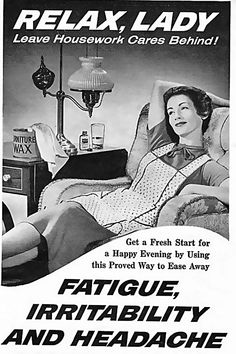 RELAX, LADY
Leave Housework Cares Behind!
FURNITURE
WAX
Get a Fresh Start for
a Happy Evening by Using
this Proved Way to Ease Away
FATIGUE,
IRRITABILITY
AND HEADACHE